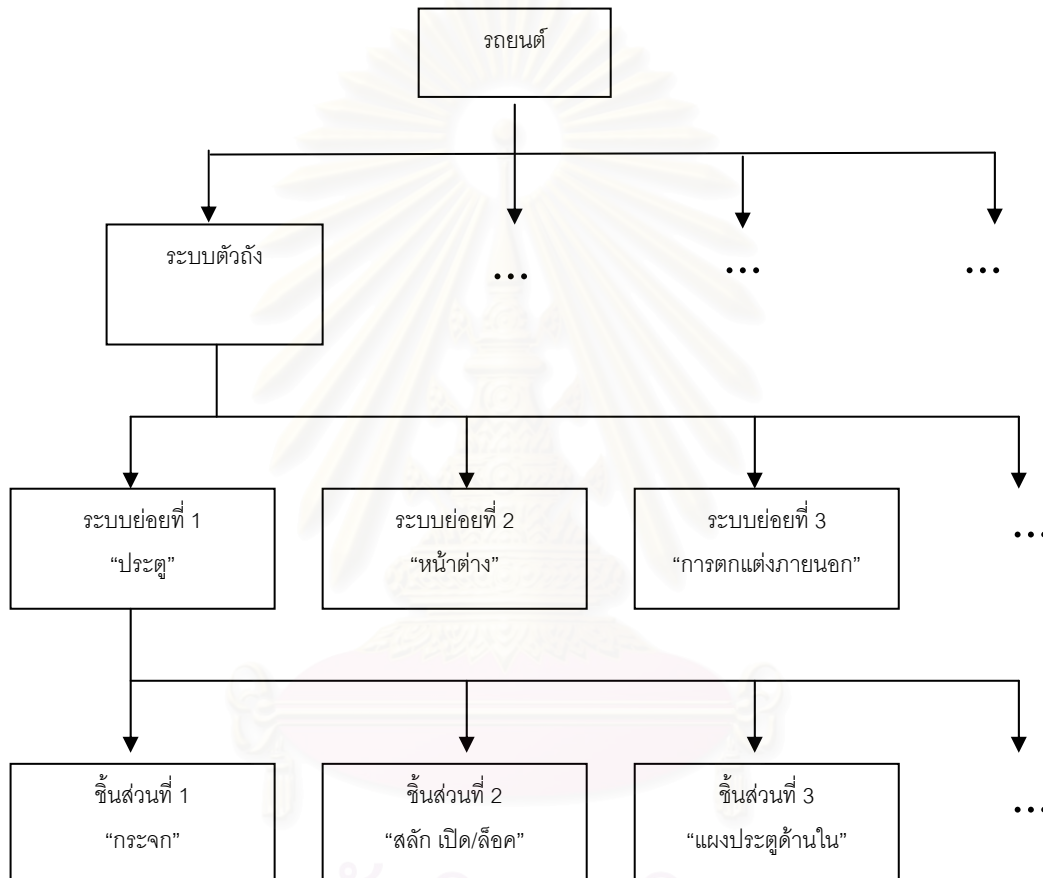 รถยนต์
ระบบตัวถัง
... ... ...
ระบบย่อยที่ 1
“ประตู”
ระบบย่อยที่ 2
“หน้าต่าง”
ระบบย่อยที่ 3
“การตกแต่งภายนอก”
...
ชิ้นส่วนที่ 1
“กระจก”
ชิ้นส่วนที่ 2
“สลัก เปิด/ล็อค”
ชิ้นส่วนที่ 3
“แผงประตูด้านใน”
...